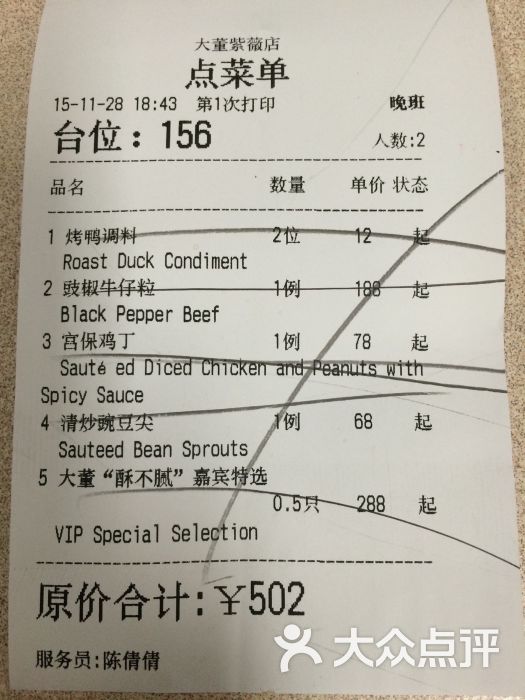 大董紫薇店
点菜单
15-11-28 18:43 第1次打印 晚班
台位：156 人数:2
品名 数量 单价 状态
1 烤鸭调料 2位 12 起
Roast Duck Condiment
2 豉椒牛仔粒 1例 188 起
Black Pepper Beef
3 宫保鸡丁 1例 78 起
Sauté ed Diced Chicken and Peanuts with
Spicy Sauce
4 清炒豌豆尖 1例 68 起
Sauteed Bean Sprouts
5 大董“酥不腻”嘉宾特选
0.5只 288 起
VIP Special Selection
原价合计:￥502
服务员:陈倩倩
大众点评